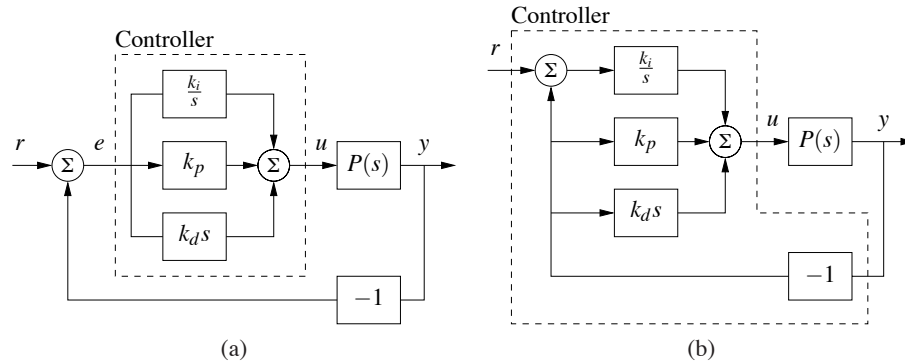 Controller
k_i
s
r
Σ
e
k_p
Σ
u
P(s)
y
k_d s
−1
(a)
Controller
r
Σ
k_i
s
k_p
Σ
u
P(s)
y
k_d s
−1
(b)